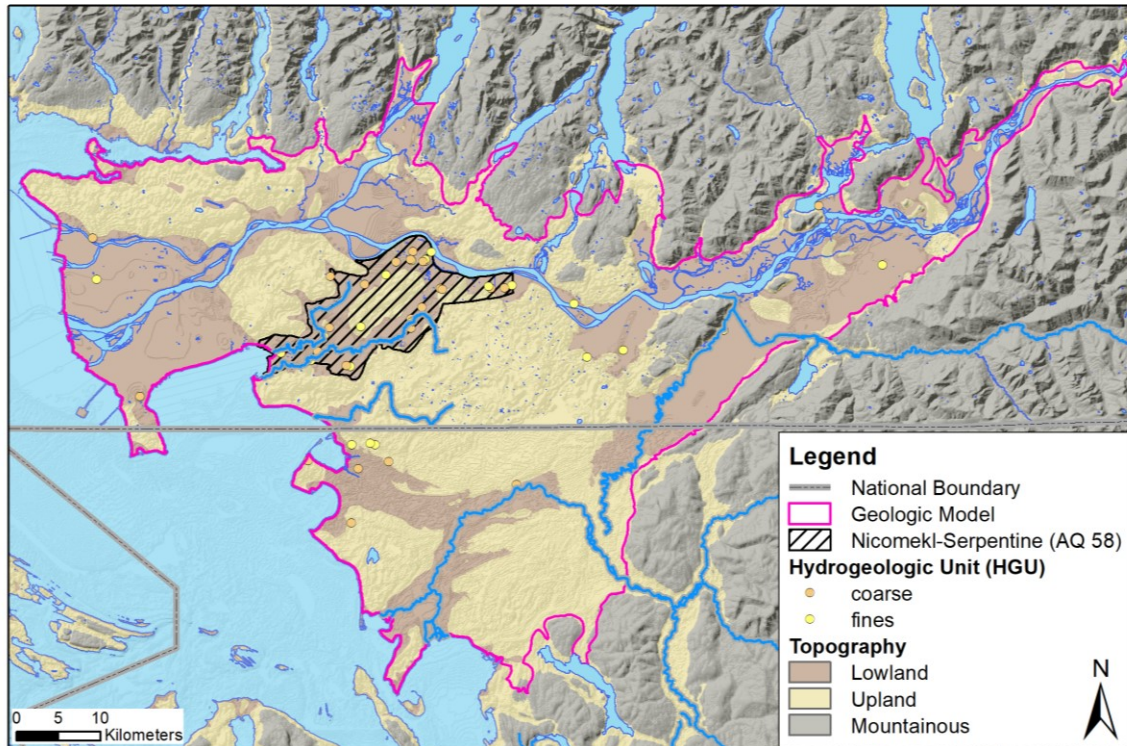 Legend
National Boundary
Geologic Model
Nicomekl-Serpentine (AQ 58)
Hydrogeologic Unit (HGU)
coarse
fines
Topography
Lowland
Upland
Mountainous
N
0 5 10
Kilometers